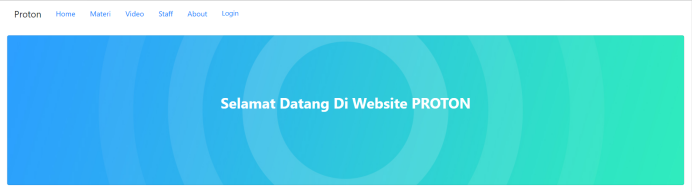 Proton Home Materi Video Staff About Login
Selamat Datang Di Website PROTON